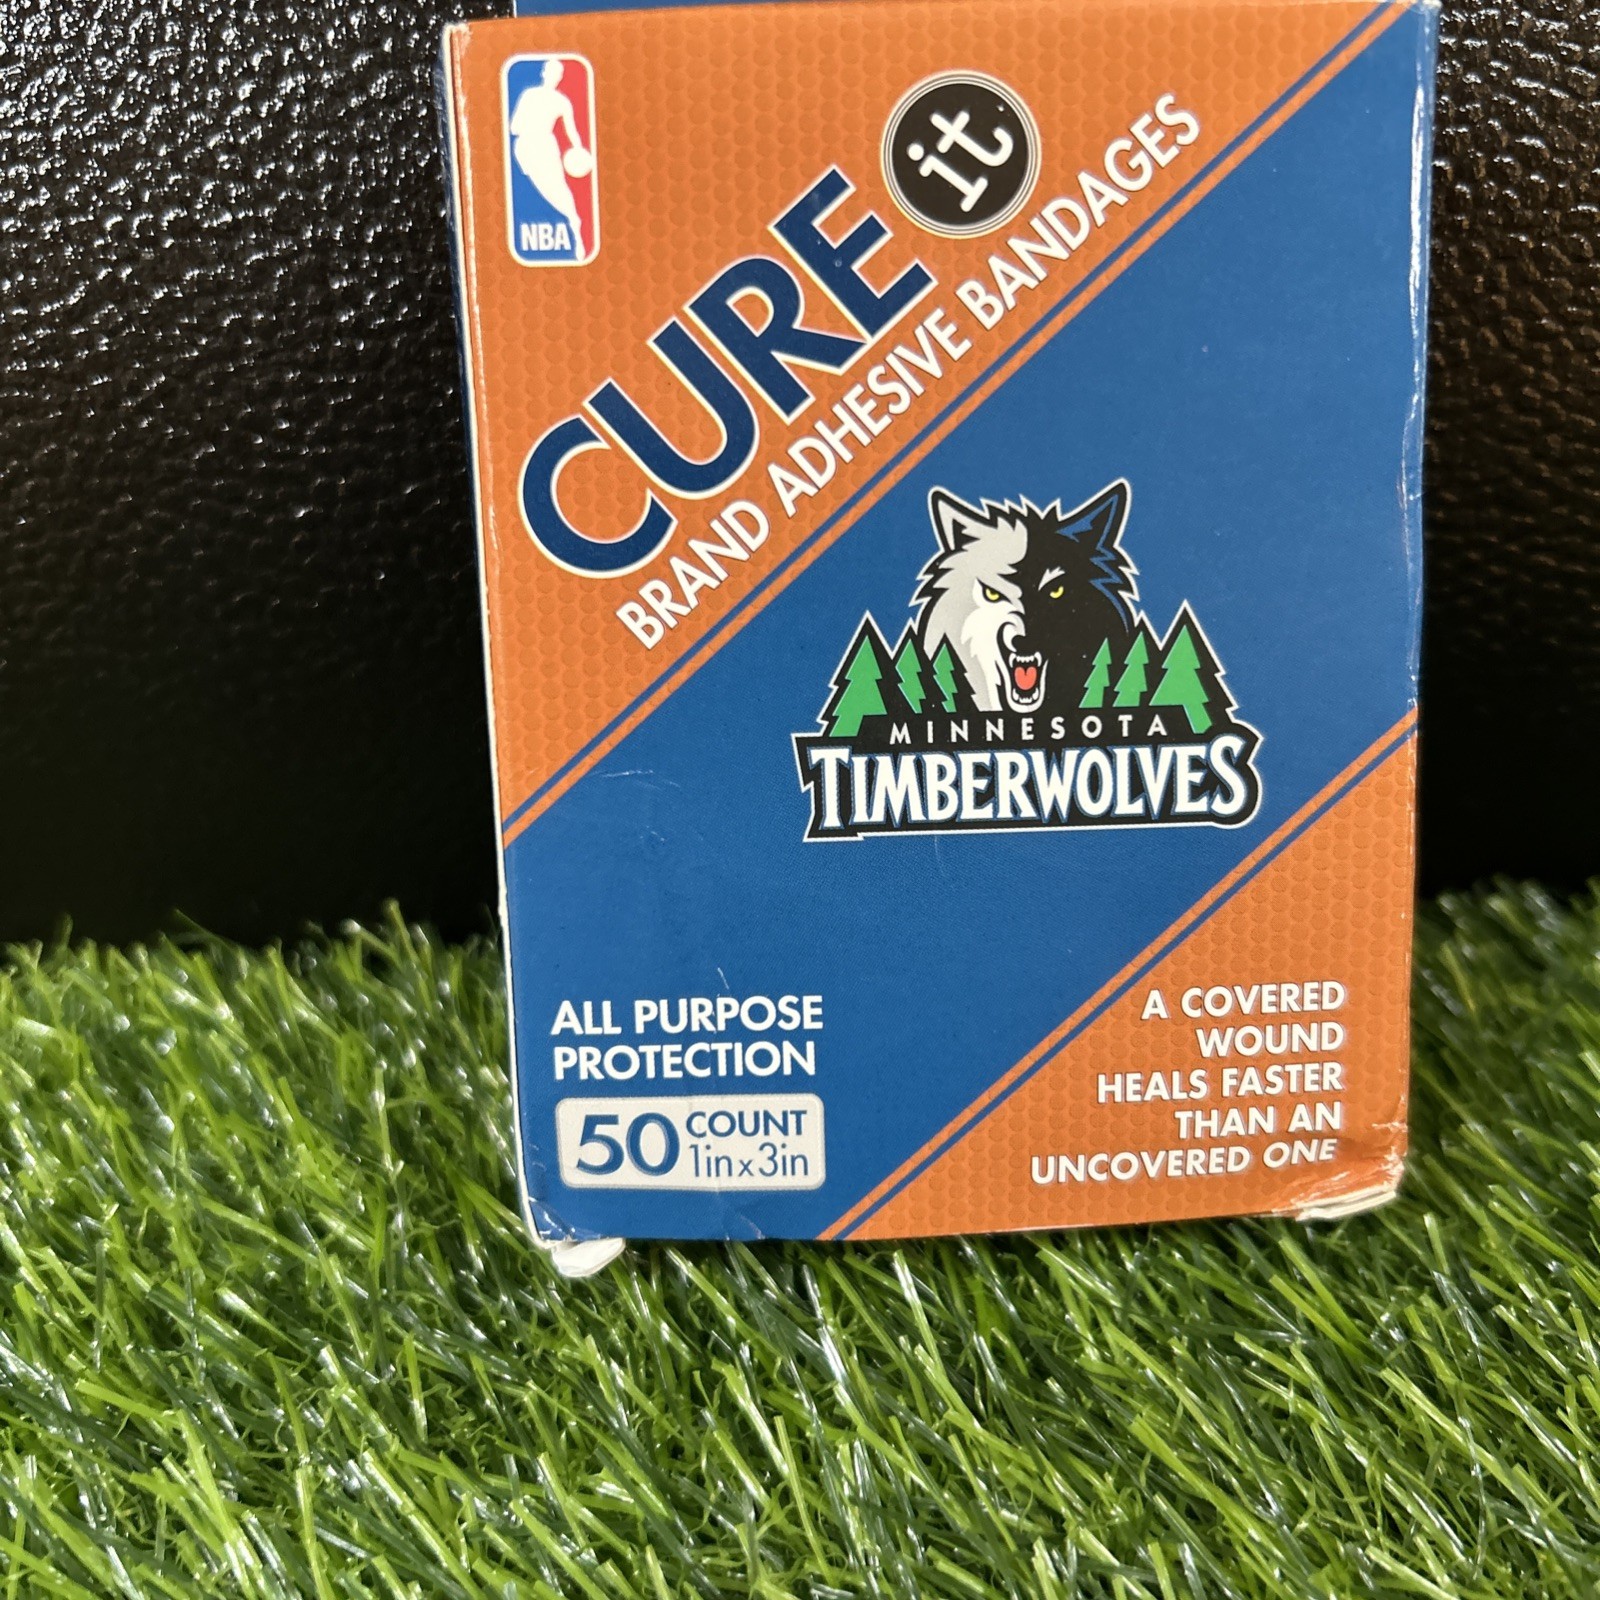 NBA
CURE it
BRAND ADHESIVE BANDAGES
MINNESOTA
TIMBERWOLVES
ALL PURPOSE
PROTECTION
50 COUNT
1in x 3in
A COVERED
WOUND
HEALS FASTER
THAN AN
UNCOVERED ONE